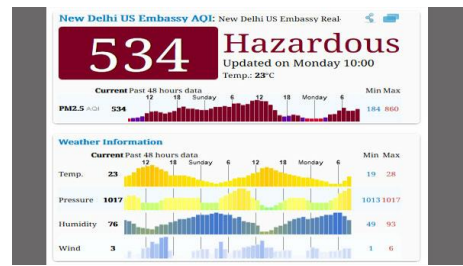 New Delhi US Embassy AQI: New Delhi US Embassy Real-
534
Hazardous
Updated on Monday 10:00
Temp.: 23°C
Current Past 48 hours data Min Max
12 18 Sunday 6 12 18 Monday 6
PM2.5 AQI 534 184 860
Weather Information
Current Past 48 hours data Min Max
12 18 Sunday 6 12 18 Monday 6
Temp. 23 19 28
Pressure 1017 1013 1017
Humidity 76 49 93
Wind 3 1 6